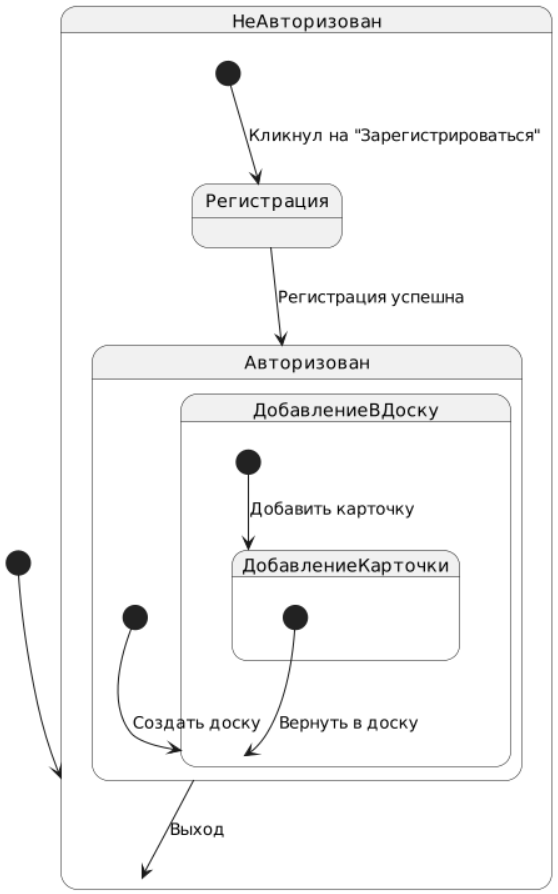 НеАвторизован
Кликнул на "Зарегистрироваться"
Регистрация
Регистрация успешна
Авторизован
ДобавлениеВДоску
Добавить карточку
ДобавлениеКарточки
Создать доску
Вернуть в доску
Выход